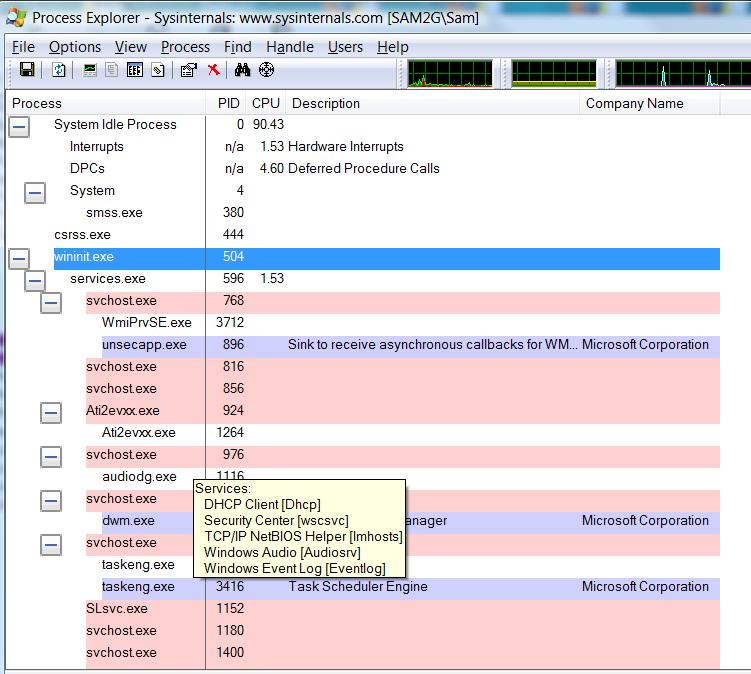 Process Explorer - Sysinternals: www.sysinternals.com [SAM2G\Sam]
File Options View Process Find Handle Users Help
Process PID CPU Description Company Name
System Idle Process 0 90.43
Interrupts n/a 1.53 Hardware Interrupts
DPCs n/a 4.60 Deferred Procedure Calls
System 4
smss.exe 380
csrss.exe 444
wininit.exe 504
services.exe 596 1.53
svchost.exe 768
WmiPrvSE.exe 3712
unsecapp.exe 896 Sink to receive asynchronous callbacks for WM... Microsoft Corporation
svchost.exe 816
svchost.exe 856
Ati2evxx.exe 924
Ati2evxx.exe 1264
svchost.exe 976
audiodg.exe 1116
Services:
svchost.exe DHCP Client [Dhcp]
dwm.exe Security Center [wscsvc] anager Microsoft Corporation
svchost.exe TCP/IP NetBIOS Helper [lmhosts]
Windows Audio [Audiosrv]
taskeng.exe Windows Event Log [Eventlog]
taskeng.exe 3416 Task Scheduler Engine Microsoft Corporation
SLsvc.exe 1152
svchost.exe 1180
svchost.exe 1400